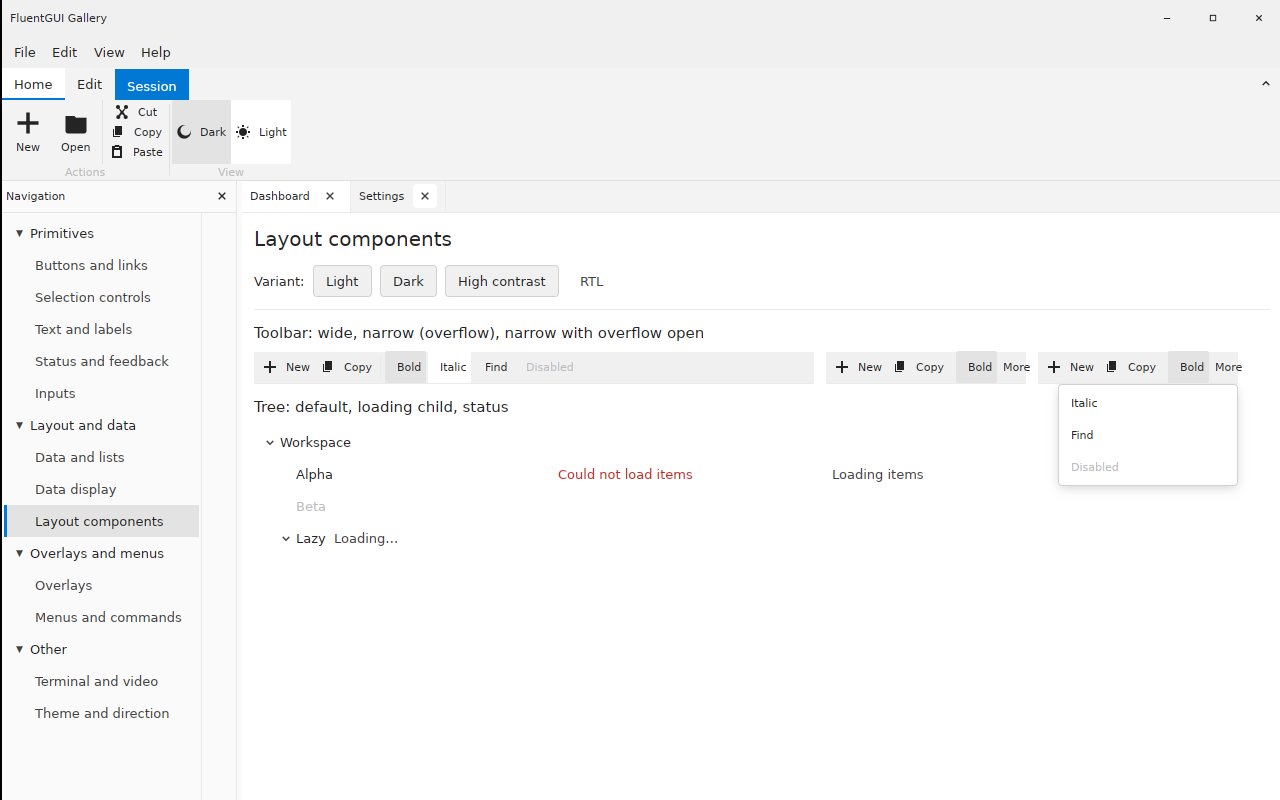 FluentGUI Gallery
File Edit View Help
Home Edit Session
New Open Cut Copy Paste Dark Light
Actions View
Navigation
Primitives
Buttons and links
Selection controls
Text and labels
Status and feedback
Inputs
Layout and data
Data and lists
Data display
Layout components
Overlays and menus
Overlays
Menus and commands
Other
Terminal and video
Theme and direction
Dashboard Settings
Layout components
Variant: Light Dark High contrast RTL
Toolbar: wide, narrow (overflow), narrow with overflow open
New Copy Bold Italic Find Disabled New Copy Bold More New Copy Bold More
Italic
Find
Disabled
Tree: default, loading child, status
Workspace
Alpha Could not load items Loading items
Beta
Lazy Loading...